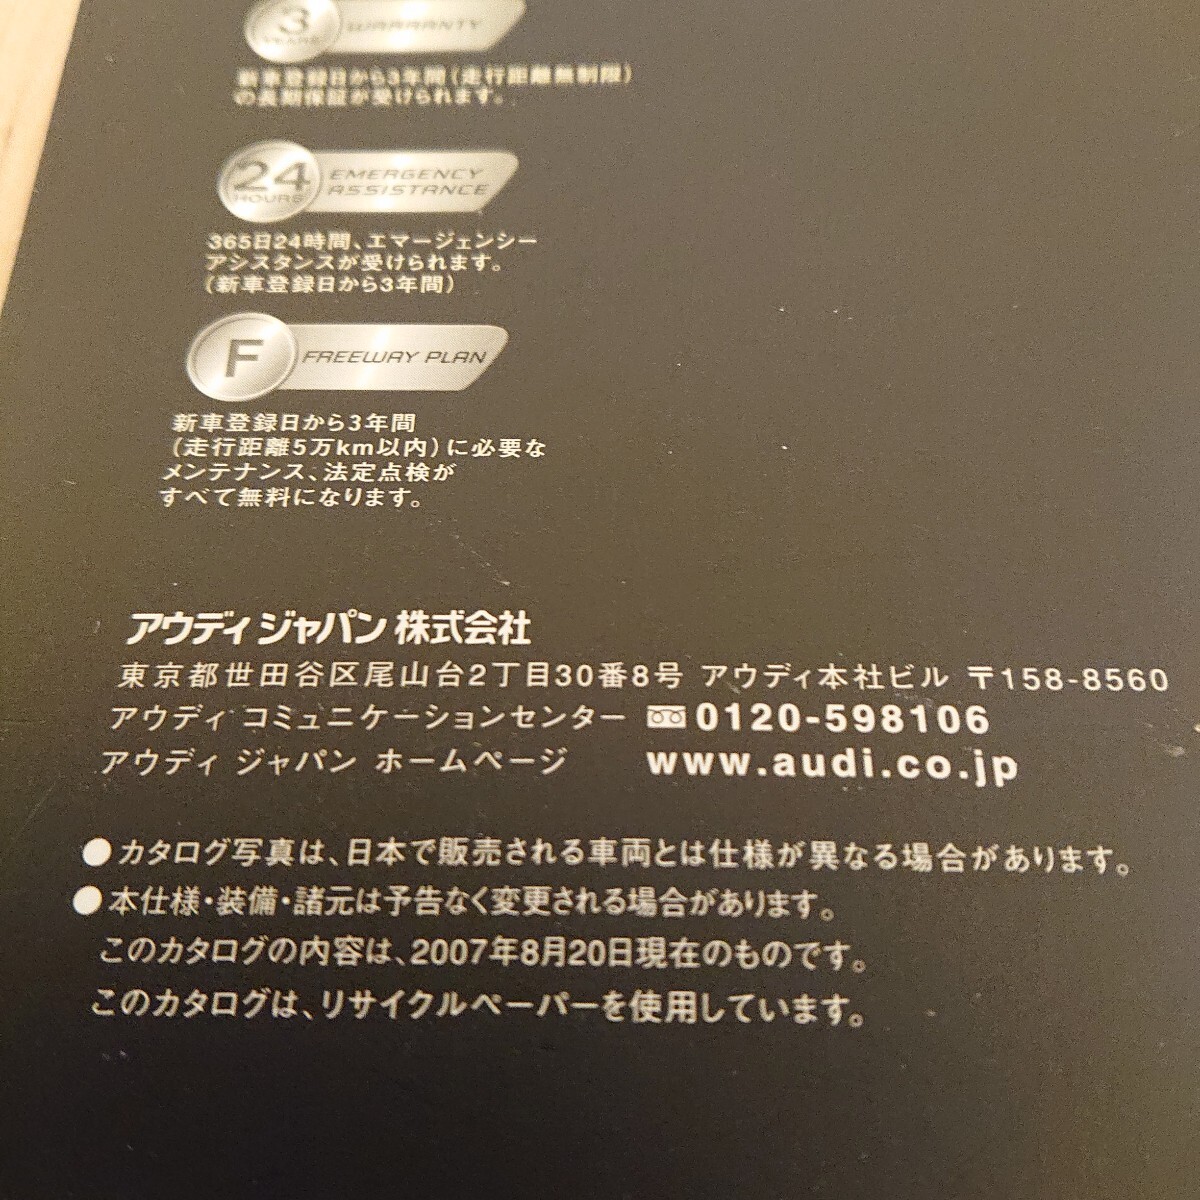 3 YEARS WARRANTY
新車登録日から3年間(走行距離無制限)
の長期保証が受けられます。
24 HOURS EMERGENCY ASSISTANCE
365日24時間、エマージェンシー
アシスタンスが受けられます。
(新車登録日から3年間)
F FREEWAY PLAN
新車登録日から3年間
(走行距離5万km以内)に必要な
メンテナンス、法定点検が
すべて無料になります。
アウディ ジャパン 株式会社
東京都世田谷区尾山台2丁目30番8号 アウディ本社ビル 〒158-8560
アウディ コミュニケーションセンター 0120-598106
アウディ ジャパン ホームページ www.audi.co.jp
●カタログ写真は、日本で販売される車両とは仕様が異なる場合があります。
●本仕様・装備・諸元は予告なく変更される場合があります。
このカタログの内容は、2007年8月20日現在のものです。
このカタログは、リサイクルペーパーを使用しています。